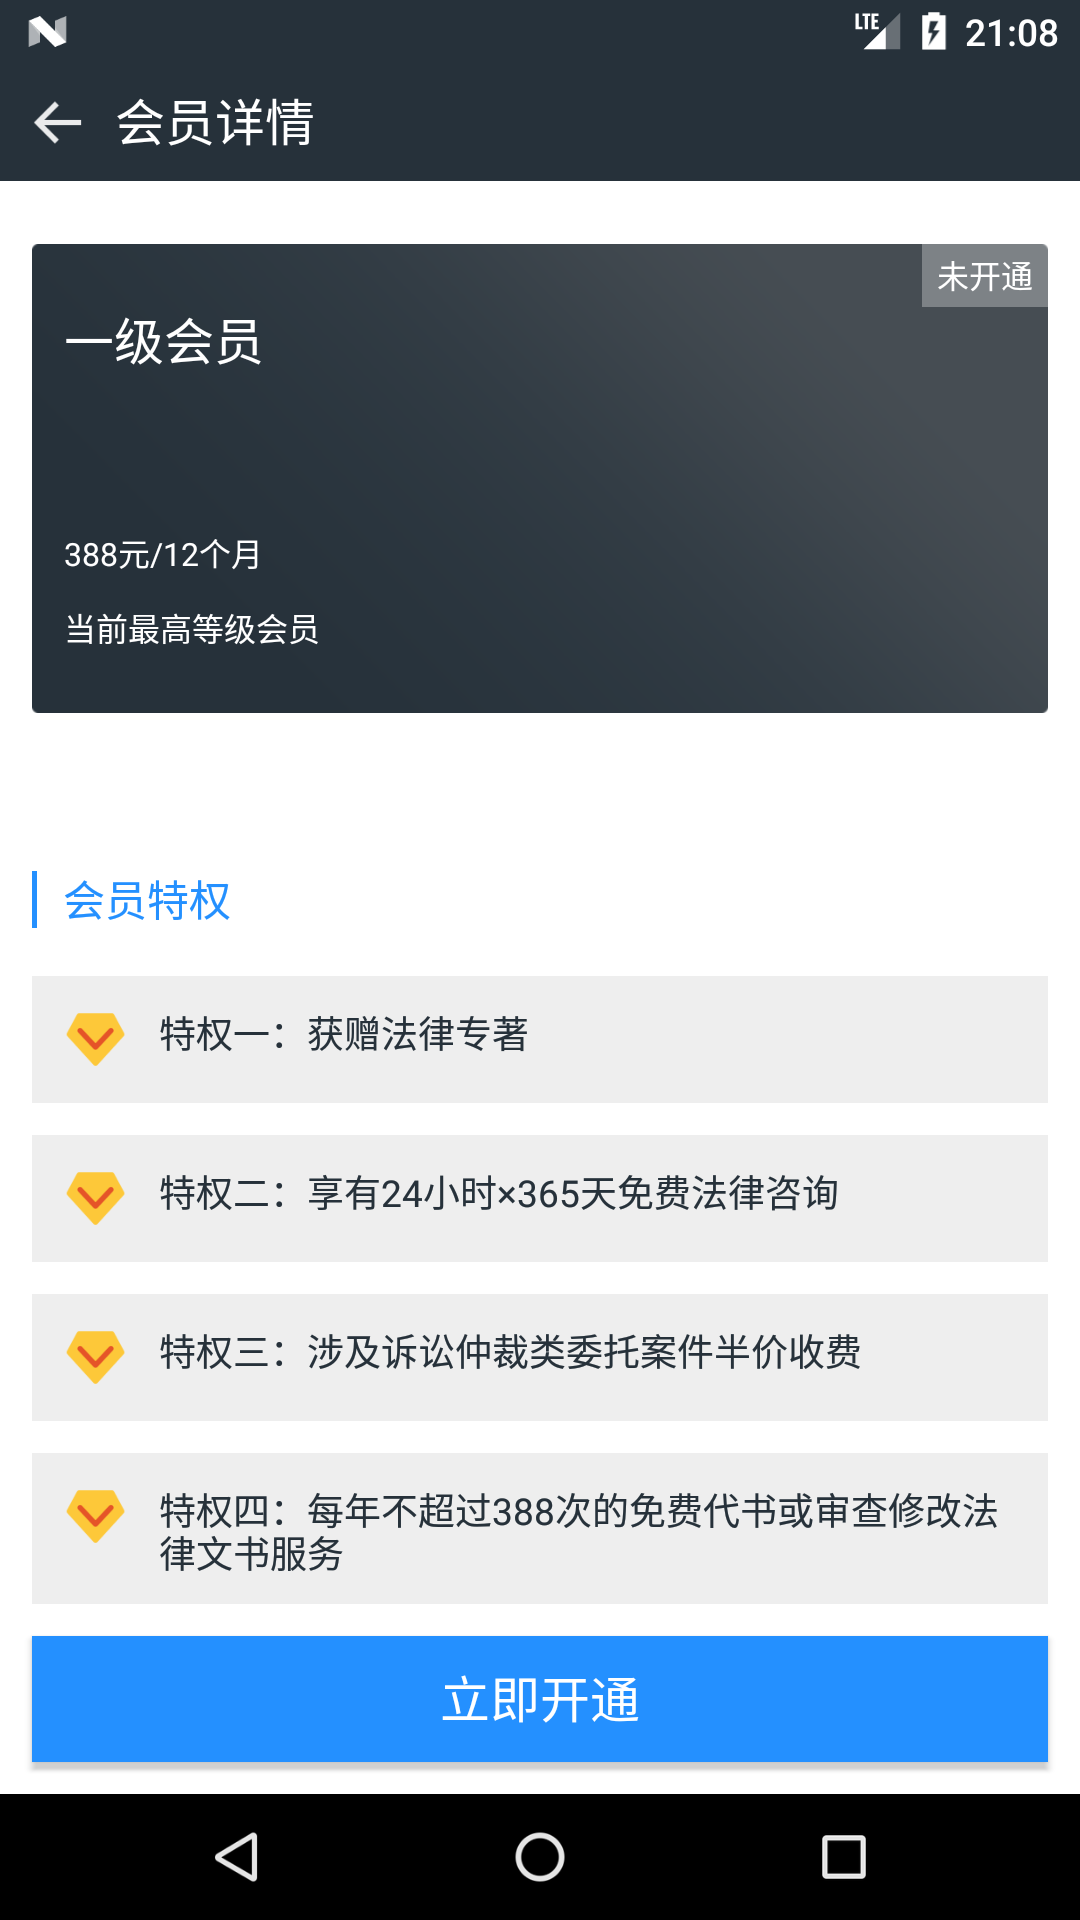 LTE 21:08
会员详情
未开通
一级会员
388元/12个月
当前最高等级会员
会员特权
特权一：获赠法律专著
特权二：享有24小时×365天免费法律咨询
特权三：涉及诉讼仲裁类委托案件半价收费
特权四：每年不超过388次的免费代书或审查修改法
律文书服务
立即开通